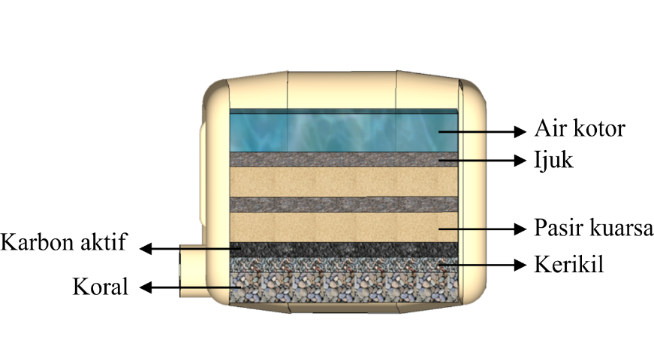 Air kotor
Ijuk
Pasir kuarsa
Karbon aktif
Kerikil
Koral